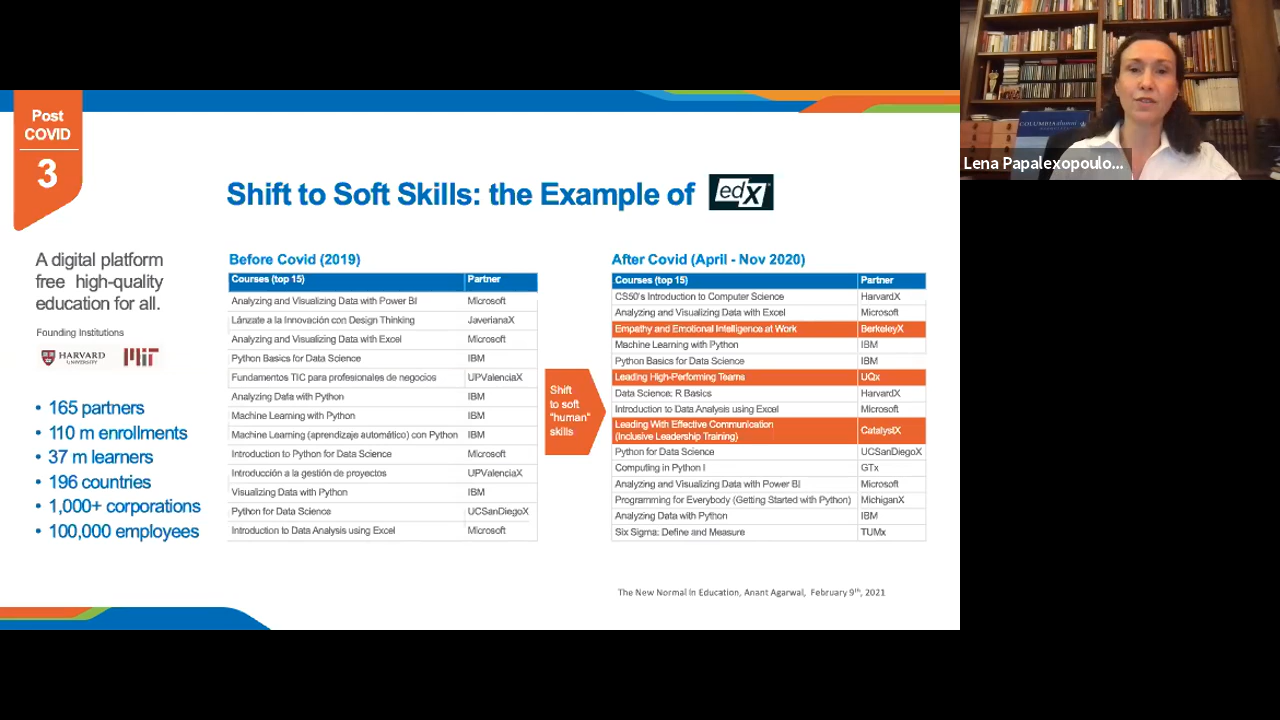 Post
COVID
3
Shift to Soft Skills: the Example of edX
A digital platform
free high-quality
education for all.
Founding Institutions
HARVARD
UNIVERSITY
MIT
• 165 partners
• 110 m enrollments
• 37 m learners
• 196 countries
• 1,000+ corporations
• 100,000 employees
Before Covid (2019)
Courses (top 15) Partner
Analyzing and Visualizing Data with Power BI Microsoft
Lánzate a la Innovación con Design Thinking JaverianaX
Analyzing and Visualizing Data with Excel Microsoft
Python Basics for Data Science IBM
Fundamentos TIC para profesionales de negocios UPValenciaX
Analyzing Data with Python IBM
Machine Learning with Python IBM
Machine Learning (aprendizaje automático) con Python IBM
Introduction to Python for Data Science Microsoft
Introducción a la gestión de proyectos UPValenciaX
Visualizing Data with Python IBM
Python for Data Science UCSanDiegoX
Introduction to Data Analysis using Excel Microsoft
Shift
to soft
"human"
skills
After Covid (April - Nov 2020)
Courses (top 15) Partner
CS50's Introduction to Computer Science HarvardX
Analyzing and Visualizing Data with Excel Microsoft
Empathy and Emotional Intelligence at Work BerkeleyX
Machine Learning with Python IBM
Python Basics for Data Science IBM
Leading High-Performing Teams UQx
Data Science: R Basics HarvardX
Introduction to Data Analysis using Excel Microsoft
Leading With Effective Communication
(Inclusive Leadership Training) CatalystX
Python for Data Science UCSanDiegoX
Computing in Python I GTx
Analyzing and Visualizing Data with Power BI Microsoft
Programming for Everybody (Getting Started with Python) MichiganX
Analyzing Data with Python IBM
Six Sigma: Define and Measure TUMx
The New Normal In Education, Anant Agarwal, February 9th, 2021
COLUMBIA alumni
Lena Papalexopoulo...